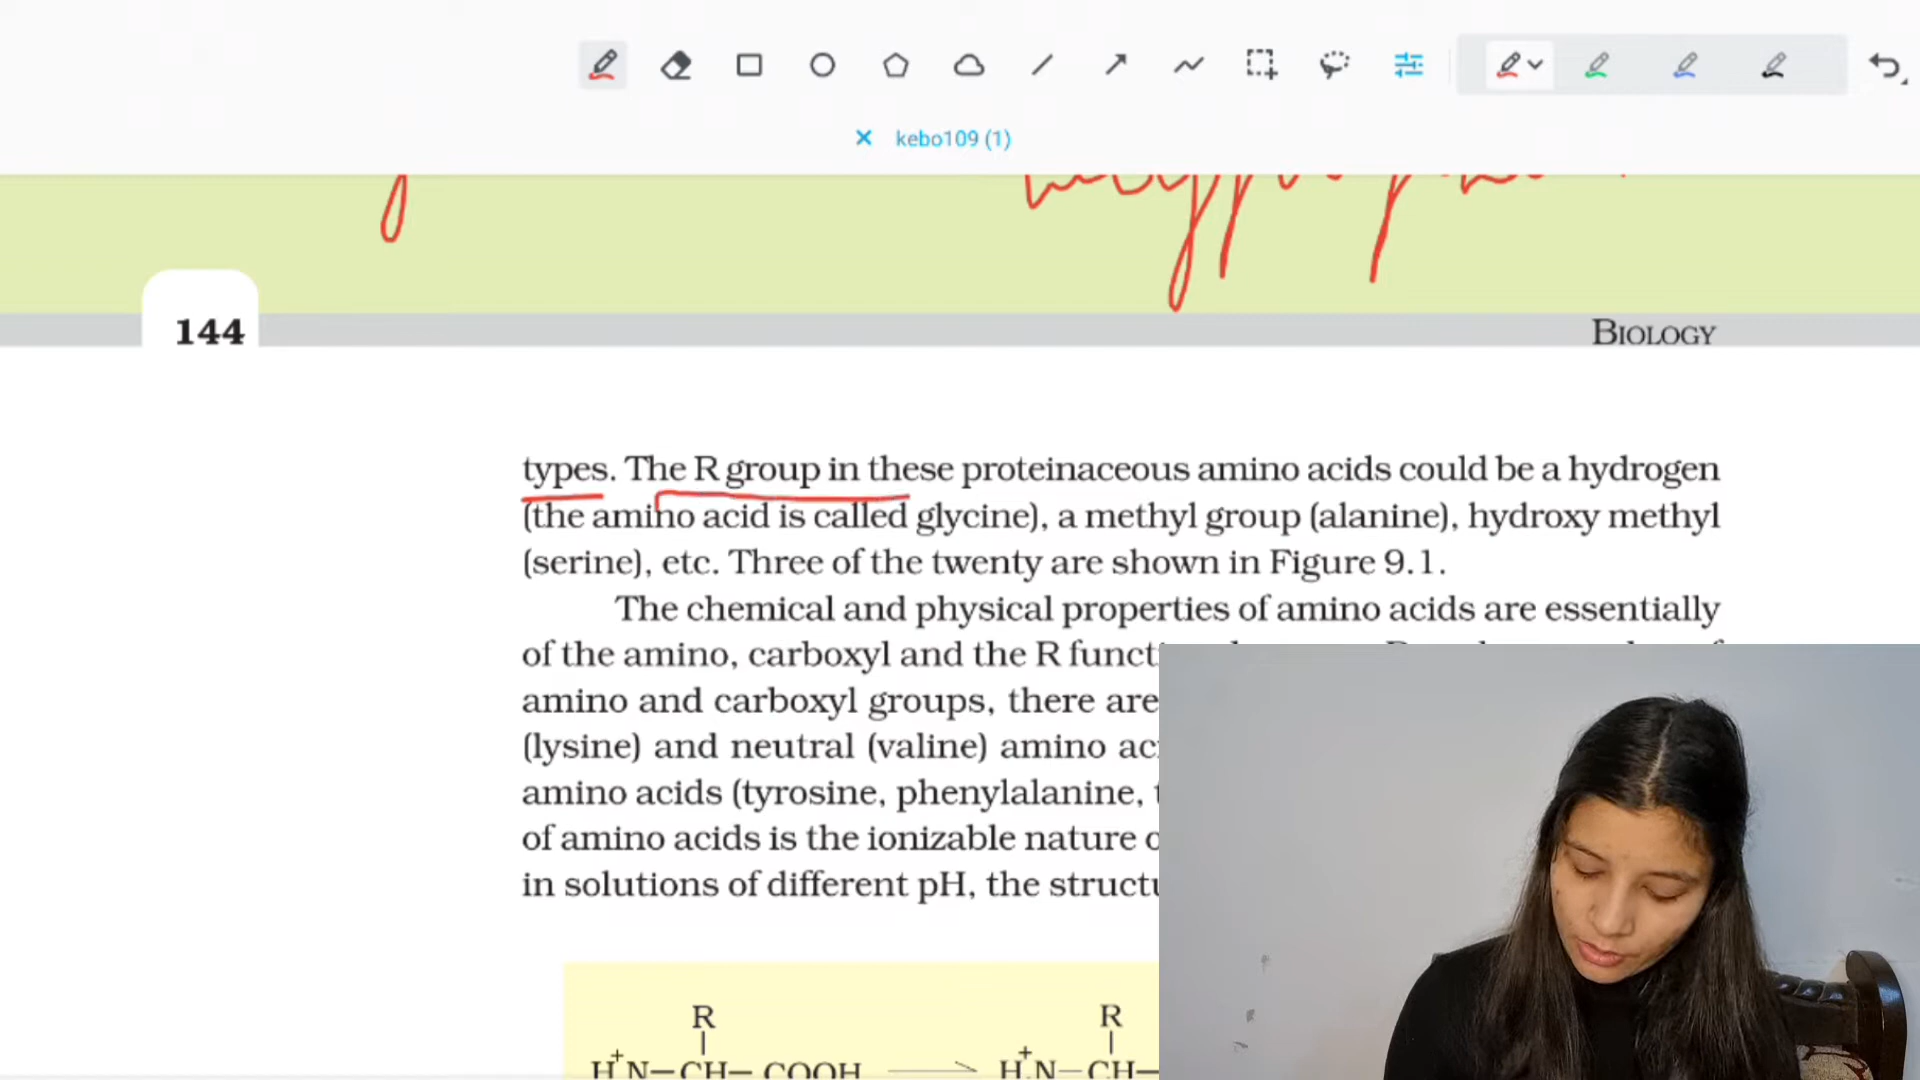 kebo109 (1)
144
BIOLOGY
types. The R group in these proteinaceous amino acids could be a hydrogen
(the amino acid is called glycine), a methyl group (alanine), hydroxy methyl
(serine), etc. Three of the twenty are shown in Figure 9.1.
The chemical and physical properties of amino acids are essentially
of the amino, carboxyl and the R
amino and carboxyl groups, there are
(lysine) and neutral (valine) amino
amino acids (tyrosine, phenylalanine,
of amino acids is the ionizable nature
in solutions of different pH, the
R R
H N—CH— COOH H N—CH—